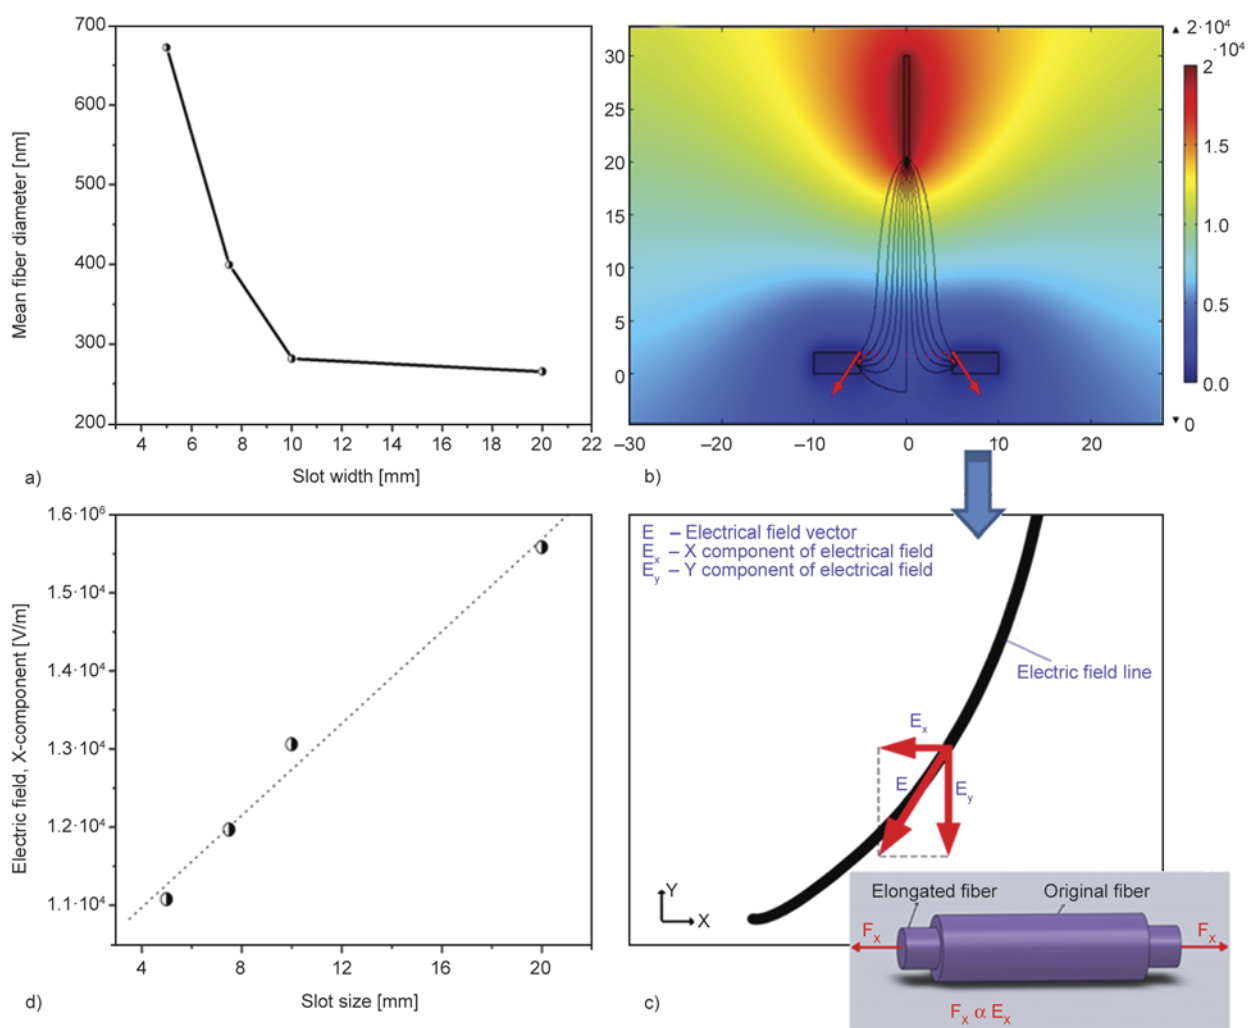 700
600
500
400
300
200
4
6
8
10
12
14
16
18
20
22
Mean fiber diameter [nm]
Slot width [mm]
a)
30
25
20
15
10
5
0
–30
–20
–10
0
10
20
2·10⁴
·10⁴
2
1.5
1.0
0.5
0.0
0
b)
1.6·10⁶
1.5·10⁴
1.4·10⁴
1.3·10⁴
1.2·10⁴
1.1·10⁴
4
8
12
16
20
Electric field, X-component [V/m]
Slot size [mm]
d)
E – Electrical field vector
Eₓ – X component of electrical field
Eᵧ – Y component of electrical field
Electric field line
Eₓ
E
Eᵧ
Y
X
Elongated fiber
Original fiber
Fₓ
Fₓ
Fₓ α Eₓ
c)